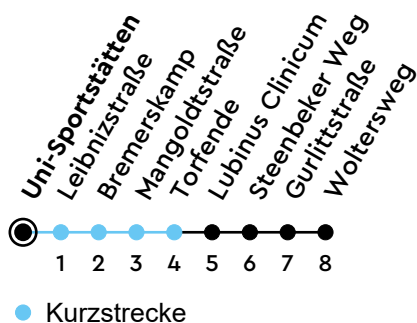 Uni-Sportstätten
Leibnizstraße
Bremerskamp
Mangoldtstraße
Torfende
Lubinus Clinicum
Steenbeker Weg
Gurlittstraße
Woltersweg
1 2 3 4 5 6 7 8
Kurzstrecke